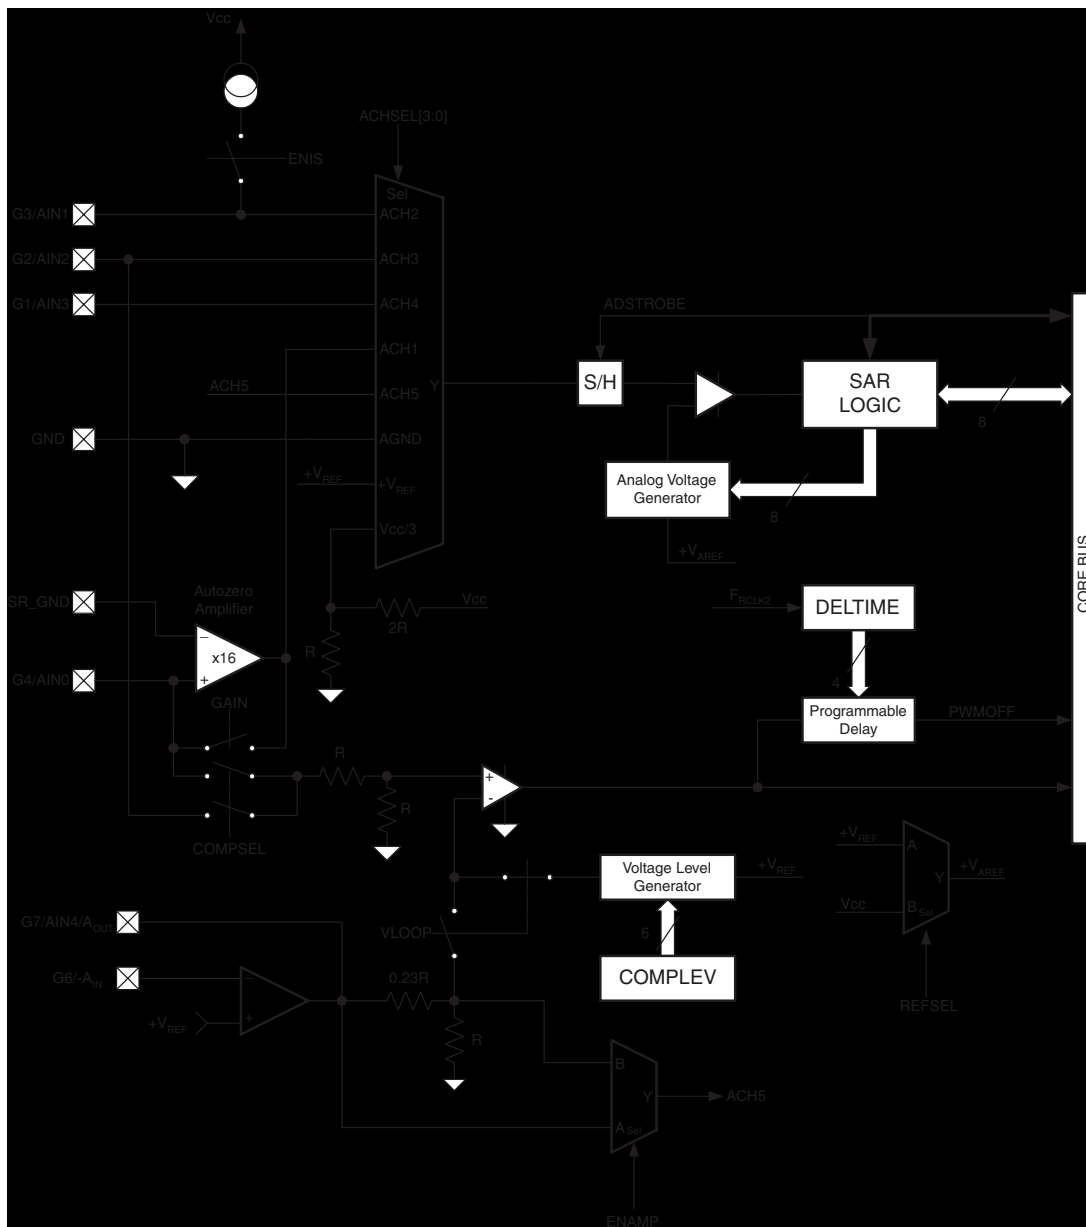 Vcc
ACHSEL[3:0]
ENIS
Sel
G3/AIN1
ACH2
G2/AIN2
ACH3
G1/AIN3
ACH4
ADSTROBE
ACH1
Y
S/H
SAR
LOGIC
ACH5
ACH5
8
GND
AGND
+VREF
+VREF
Analog Voltage
Generator
8
Vcc/3
+VAREF
CORE BUS
Autozero
Amplifier
SR_GND
Vcc
2R
FRCLK2
DELTIME
–
x16
+
R
G4/AIN0
4
GAIN
Programmable
Delay
PWMOFF
R
+
-
R
COMPSEL
+VREF
A
Y
+VAREF
Voltage Level
Generator
+VREF
Vcc
B Sel
G7/AIN4/AOUT
VLOOP
6
G6/-AIN
–
0.23R
COMPLEV
REFSEL
+VREF
+
R
B
Y
ACH5
A Sel
ENAMP